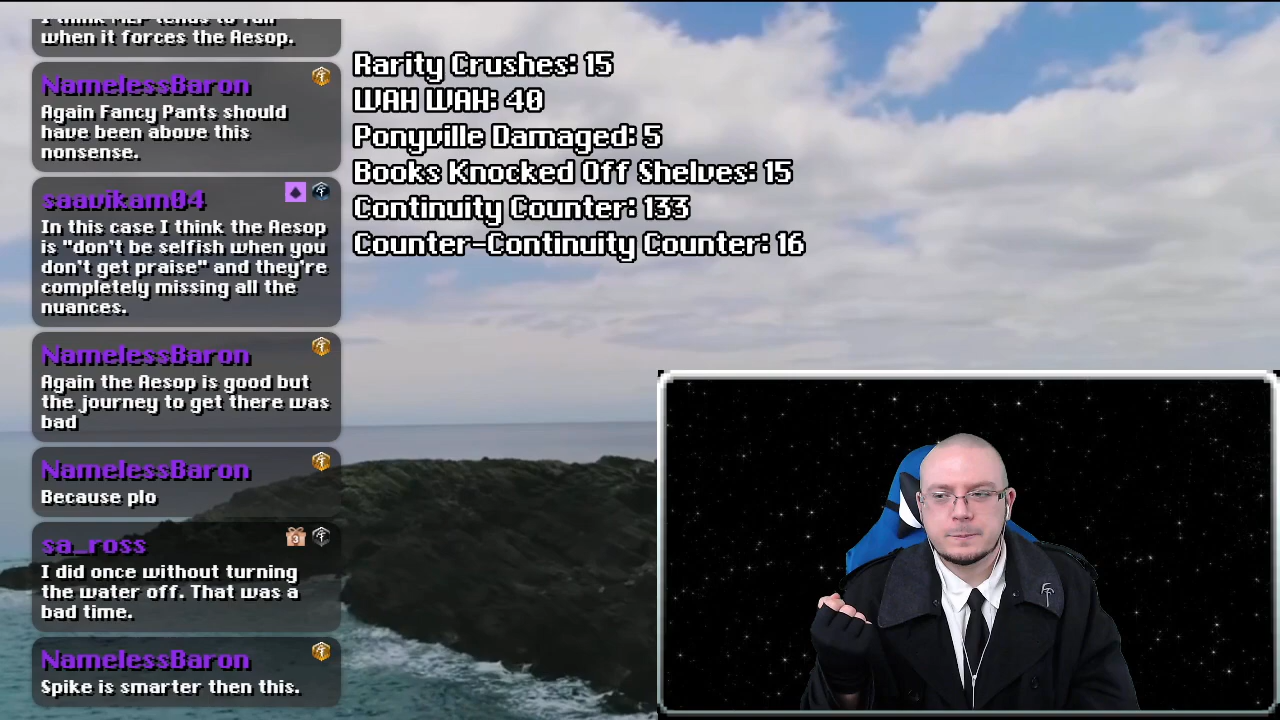 when it forces the Aesop.
NamelessBaron
Again Fancy Pants should
have been above this
nonsense.
saavikam04
In this case I think the Aesop
is "don't be selfish when you
don't get praise" and they're
completely missing all the
nuances.
NamelessBaron
Again the Aesop is good but
the journey to get there was
bad
NamelessBaron
Because plo
sa_ross
3
I did once without turning
the water off. That was a
bad time.
NamelessBaron
Spike is smarter then this.
Rarity Crushes: 15
WAH WAH: 40
Ponyville Damaged: 5
Books Knocked Off Shelves: 15
Continuity Counter: 133
Counter-Continuity Counter: 16